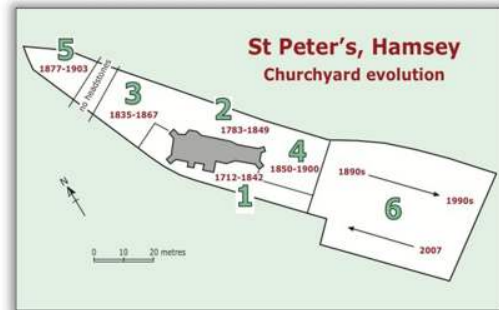 St Peter's, Hamsey
Churchyard evolution
5
1877-1903
no headstones
3
1835-1867
2
1783-1849
4
1850-1900
1712-1842
1
1890s
1990s
6
2007
N
0 10 20 metres